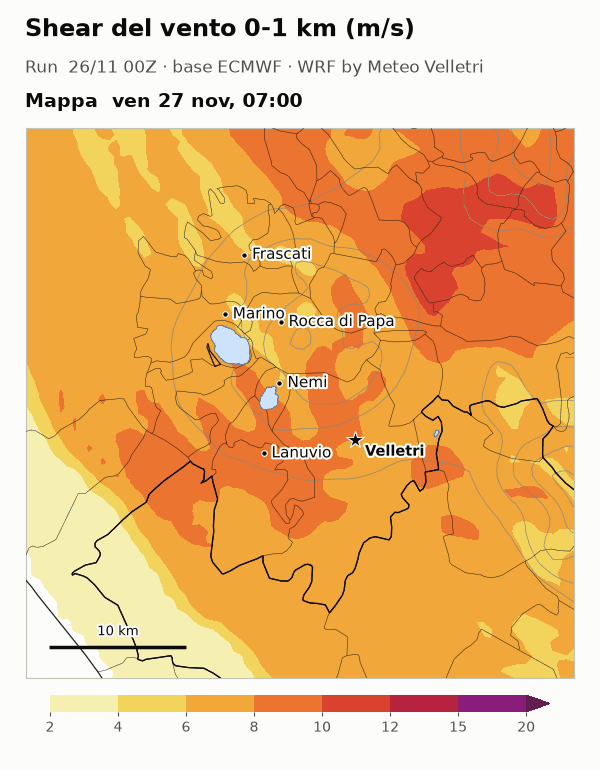 Shear del vento 0-1 km (m/s)
Run  26/11 00Z · base ECMWF · WRF by Meteo Velletri
Mappa  ven 27 nov, 07:00
Frascati
Marino
Rocca di Papa
Nemi
Velletri
Lanuvio
10 km
2 4 6 8 10 12 15 20